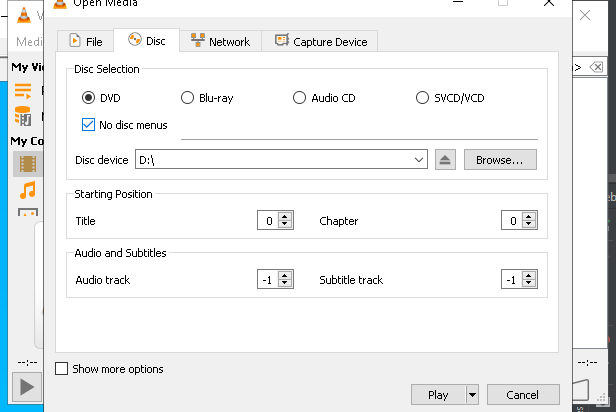 Open Media
File
Disc
Network
Capture Device
Medi
My Vi
My Co
Disc Selection
DVD
Blu-ray
Audio CD
SVCD/VCD
No disc menus
Disc device
D:\
Browse...
Starting Position
Title
0
Chapter
0
Audio and Subtitles
Audio track
-1
Subtitle track
-1
Show more options
--:--
--:--
Play
Cancel